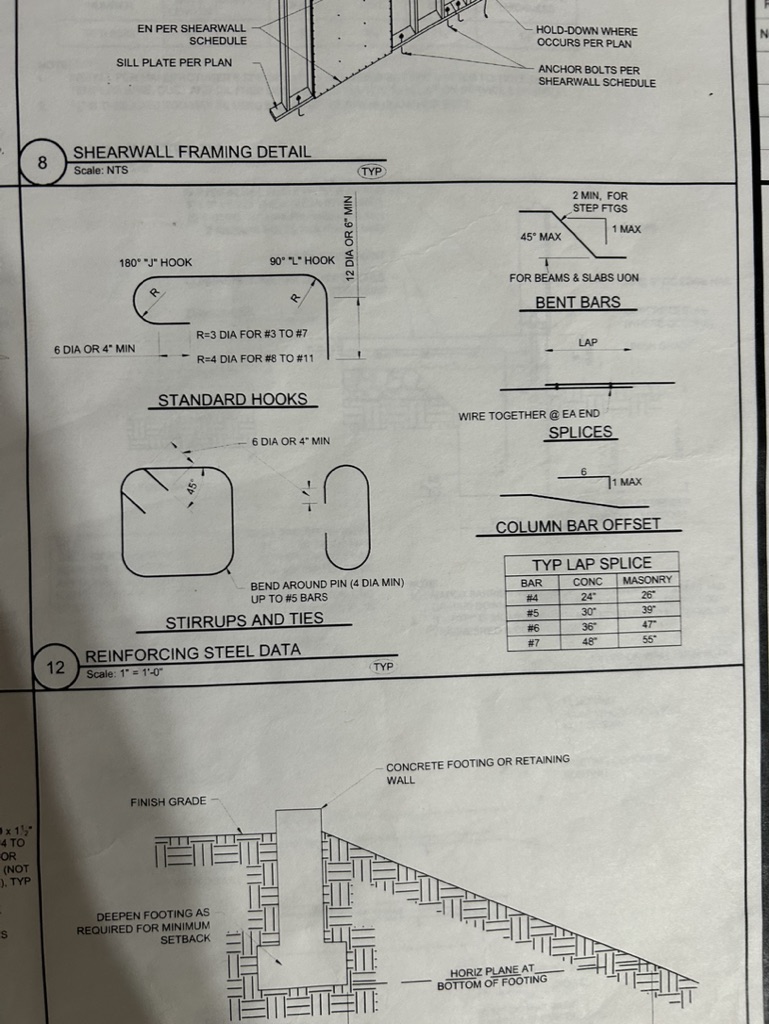 EN PER SHEARWALL
SCHEDULE
SILL PLATE PER PLAN
HOLD-DOWN WHERE
OCCURS PER PLAN
ANCHOR BOLTS PER
SHEARWALL SCHEDULE
8
SHEARWALL FRAMING DETAIL
Scale: NTS
TYP
180° "J" HOOK
90° "L" HOOK
12 DIA OR 6" MIN
R
R
6 DIA OR 4" MIN
R=3 DIA FOR #3 TO #7
R=4 DIA FOR #8 TO #11
STANDARD HOOKS
2 MIN, FOR
STEP FTGS
45° MAX
1 MAX
FOR BEAMS & SLABS UON
BENT BARS
LAP
WIRE TOGETHER @ EA END
SPLICES
6
1 MAX
COLUMN BAR OFFSET
6 DIA OR 4" MIN
45°
BEND AROUND PIN (4 DIA MIN)
UP TO #5 BARS
STIRRUPS AND TIES
TYP LAP SPLICE
BAR CONC MASONRY
#4 24" 26"
#5 30" 39"
#6 36" 47"
#7 48" 55"
12
REINFORCING STEEL DATA
Scale: 1" = 1'-0"
TYP
CONCRETE FOOTING OR RETAINING
WALL
FINISH GRADE
DEEPEN FOOTING AS
REQUIRED FOR MINIMUM
SETBACK
HORIZ PLANE AT
BOTTOM OF FOOTING
x 1½"
4 TO
OR
(NOT
), TYP
S